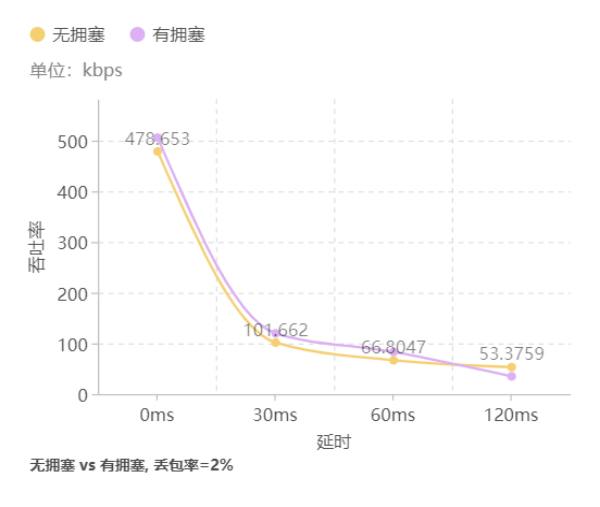 无拥塞 有拥塞
单位：kbps
478.653
500
400
吞吐率
300
200
101.662
100
66.8047
53.3759
0
0ms 30ms 60ms 120ms
延时
无拥塞 vs 有拥塞, 丢包率=2%